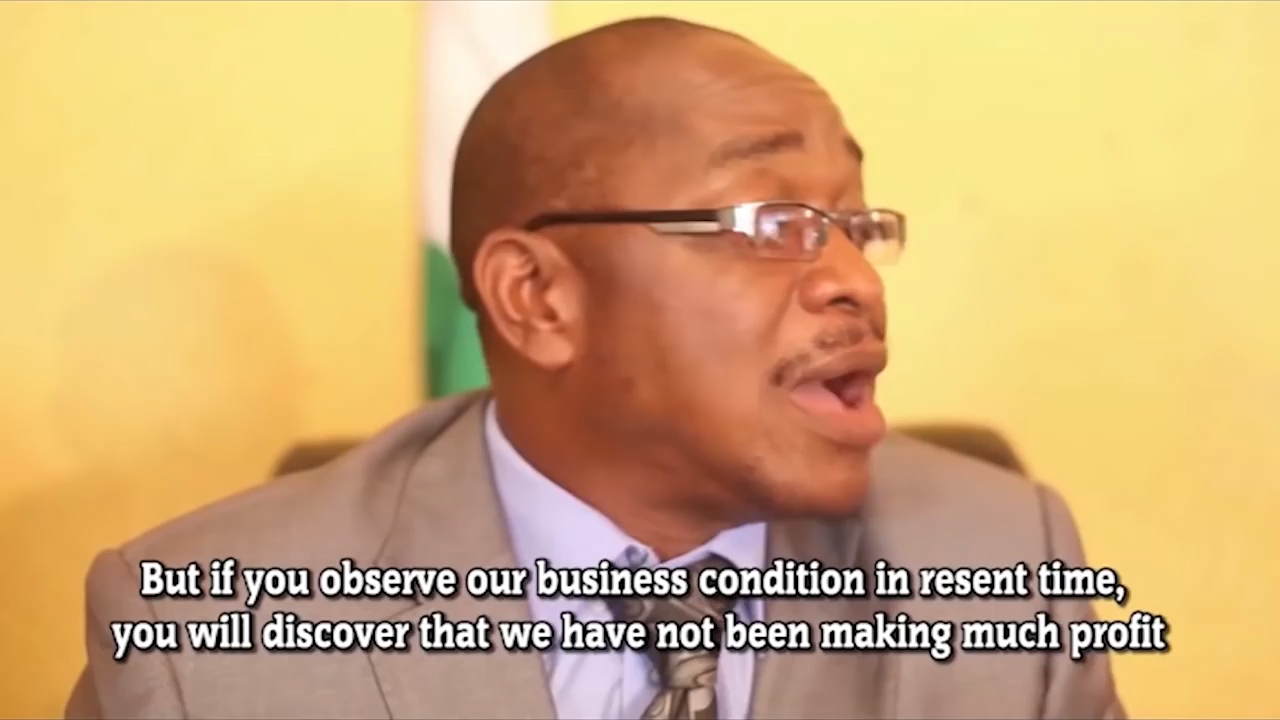 But if you observe our business condition in resent time,
you will discover that we have not been making much profit